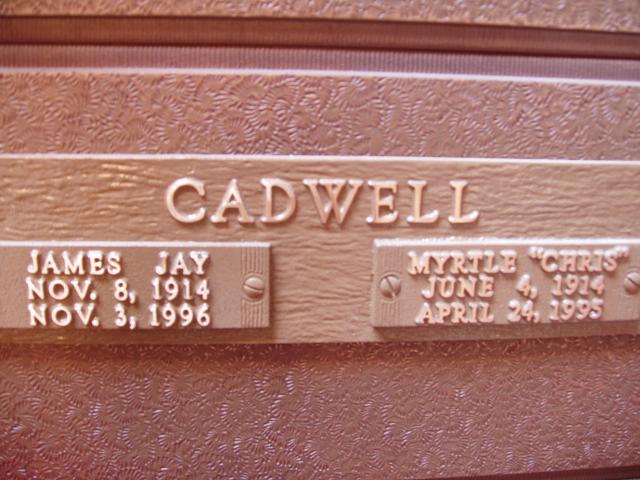 CADWELL
JAMES JAY
NOV. 8, 1914
NOV. 3, 1996
MYRTLE "CHRIS"
JUNE 4, 1914
APRIL 24, 1995